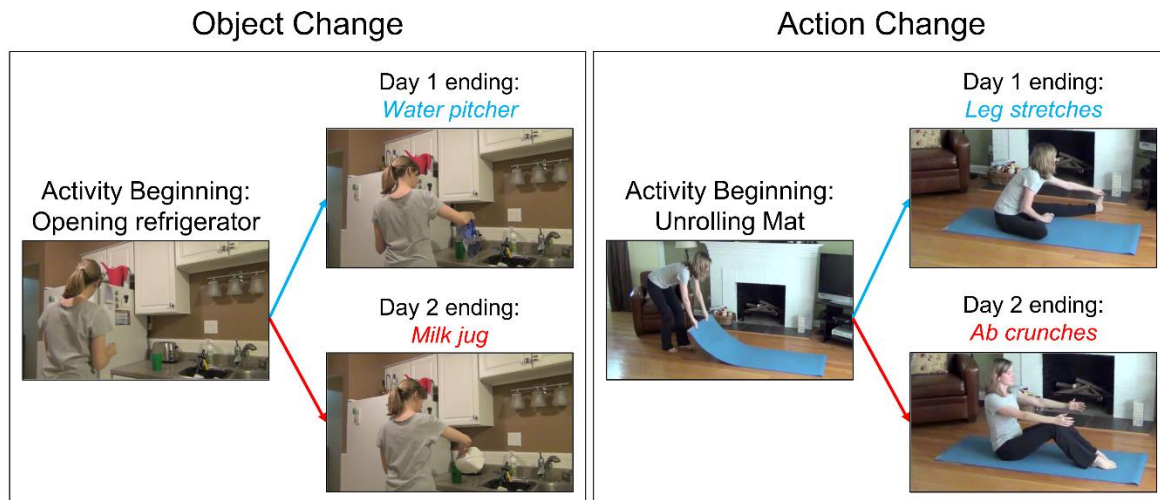 Object Change
Activity Beginning:
Opening refrigerator
Day 1 ending:
Water pitcher
Day 2 ending:
Milk jug
Action Change
Activity Beginning:
Unrolling Mat
Day 1 ending:
Leg stretches
Day 2 ending:
Ab crunches